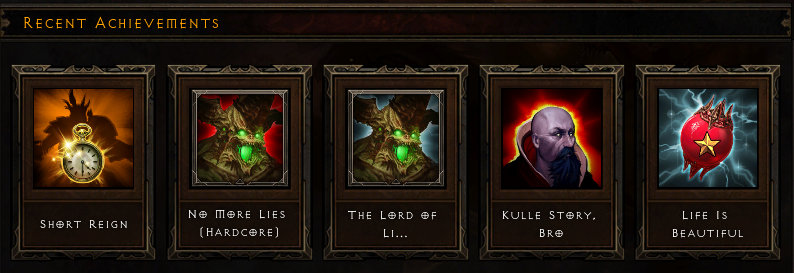 Recent Achievements
Short Reign
No More Lies
(Hardcore)
The Lord of
Li...
Kulle Story,
Bro
Life Is
Beautiful